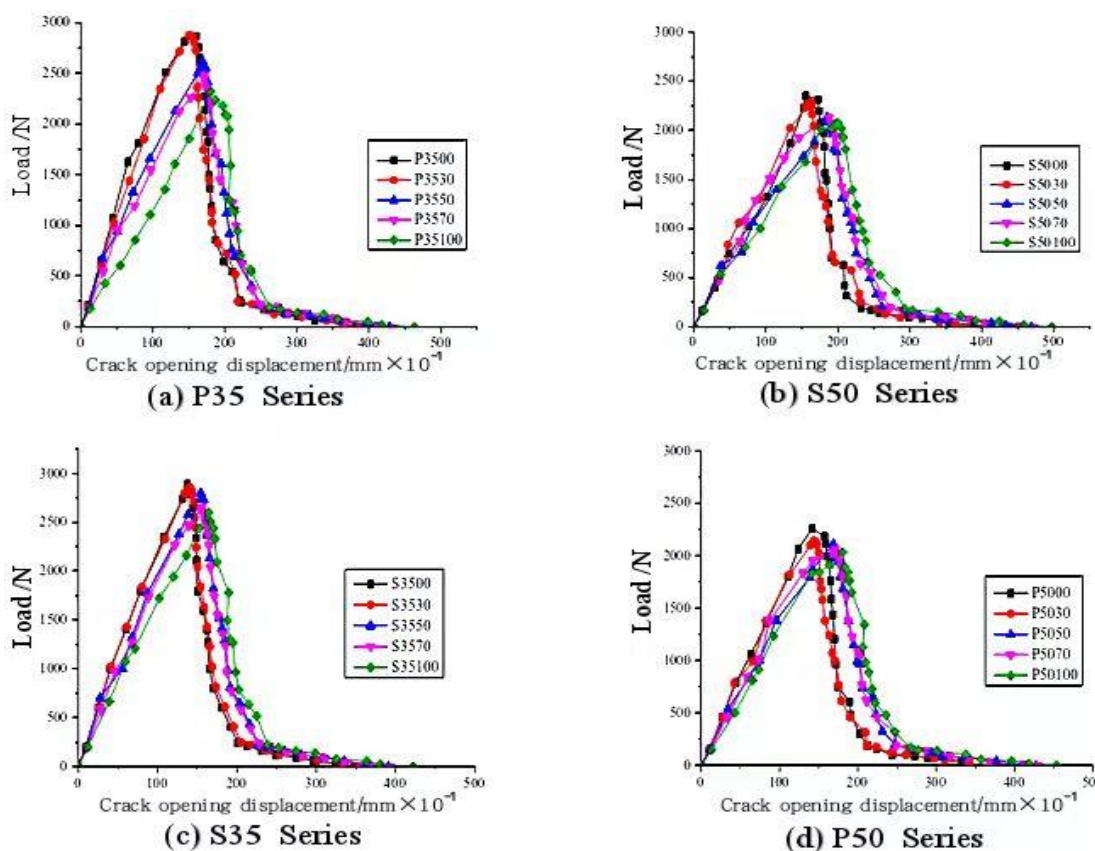 3000
2500
2000
1500
1000
500
0
Load /N
P3500
P3530
P3550
P3570
P35100
0 100 200 300 400 500
Crack opening displacement/mm×10⁻¹
(a) P35 Series
3000
2500
2000
1500
1000
500
0
Load /N
S5000
S5030
S5050
S5070
S50100
0 100 200 300 400 500
Crack opening displacement/mm×10⁻¹
(b) S50 Series
3000
2500
2000
1500
1000
500
0
Load /N
S3500
S3530
S3550
S3570
S35100
0 100 200 300 400 500
Crack opening displacement/mm×10⁻¹
(c) S35 Series
3000
2500
2000
1500
1000
500
0
Load /N
P5000
P5030
P5050
P5070
P50100
0 100 200 300 400 50
Crack opening displacement/mm×10⁻¹
(d) P50 Series